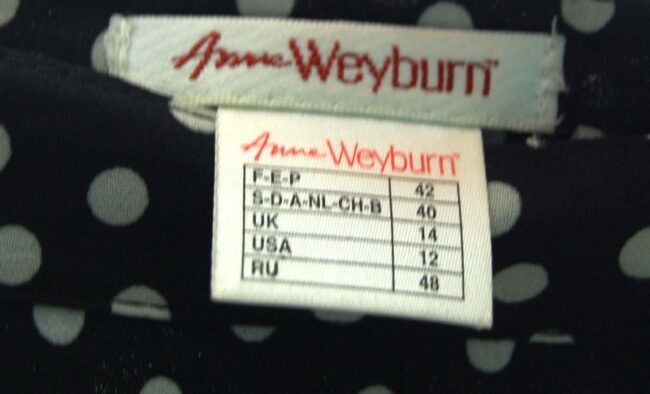 Anne Weyburn
Anne Weyburn
F-E-P 42
S-D-A-NL-CH-B 40
UK 14
USA 12
RU 48